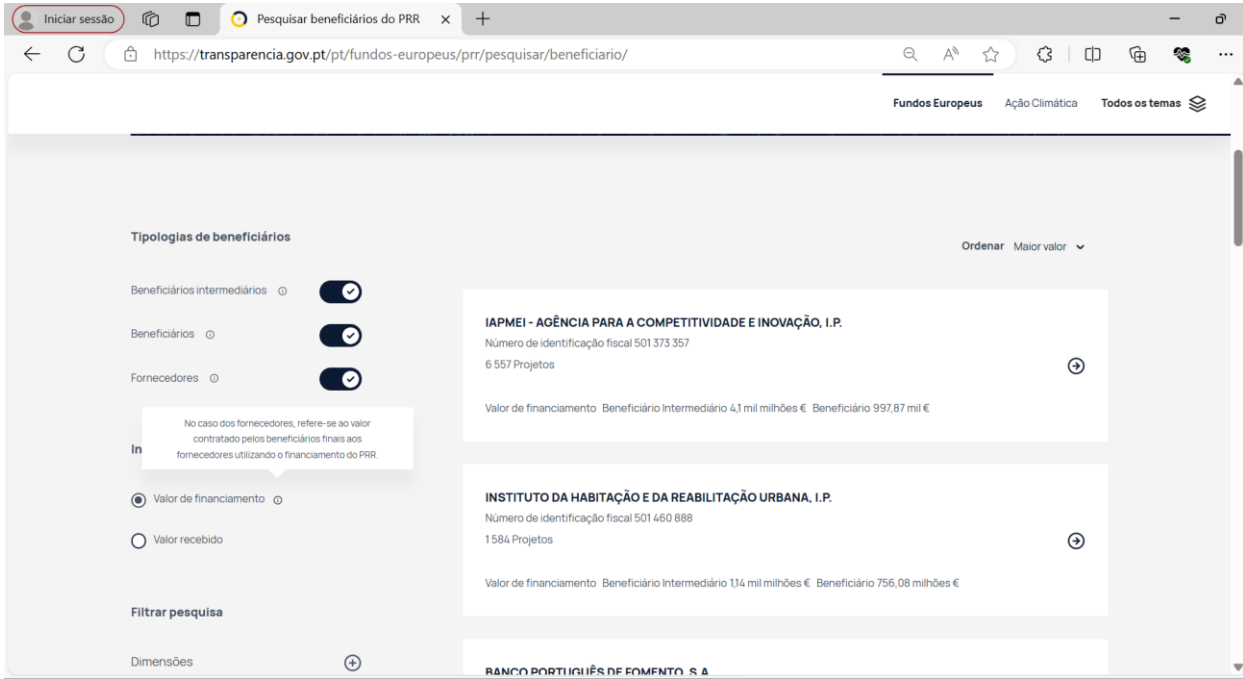 Iniciar sessão
Pesquisar beneficiários do PRR
https://transparencia.gov.pt/pt/fundos-europeus/prr/pesquisar/beneficiario/
Fundos Europeus Ação Climática Todos os temas
Tipologias de beneficiários
Ordenar Maior valor
Beneficiários intermediários
Beneficiários
Fornecedores
No caso dos fornecedores, refere-se ao valor
contratado pelos beneficiários finais aos
fornecedores utilizando o financiamento do PRR.
In
Valor de financiamento
Valor recebido
Filtrar pesquisa
Dimensões
IAPMEI - AGÊNCIA PARA A COMPETITIVIDADE E INOVAÇÃO, I.P.
Número de identificação fiscal 501 373 357
6 557 Projetos
Valor de financiamento Beneficiário Intermediário 4,1 mil milhões € Beneficiário 997,87 mil €
INSTITUTO DA HABITAÇÃO E DA REABILITAÇÃO URBANA, I.P.
Número de identificação fiscal 501 460 888
1 584 Projetos
Valor de financiamento Beneficiário Intermediário 1,14 mil milhões € Beneficiário 756,08 milhões €
BANCO PORTUGUÊS DE FOMENTO, S.A.